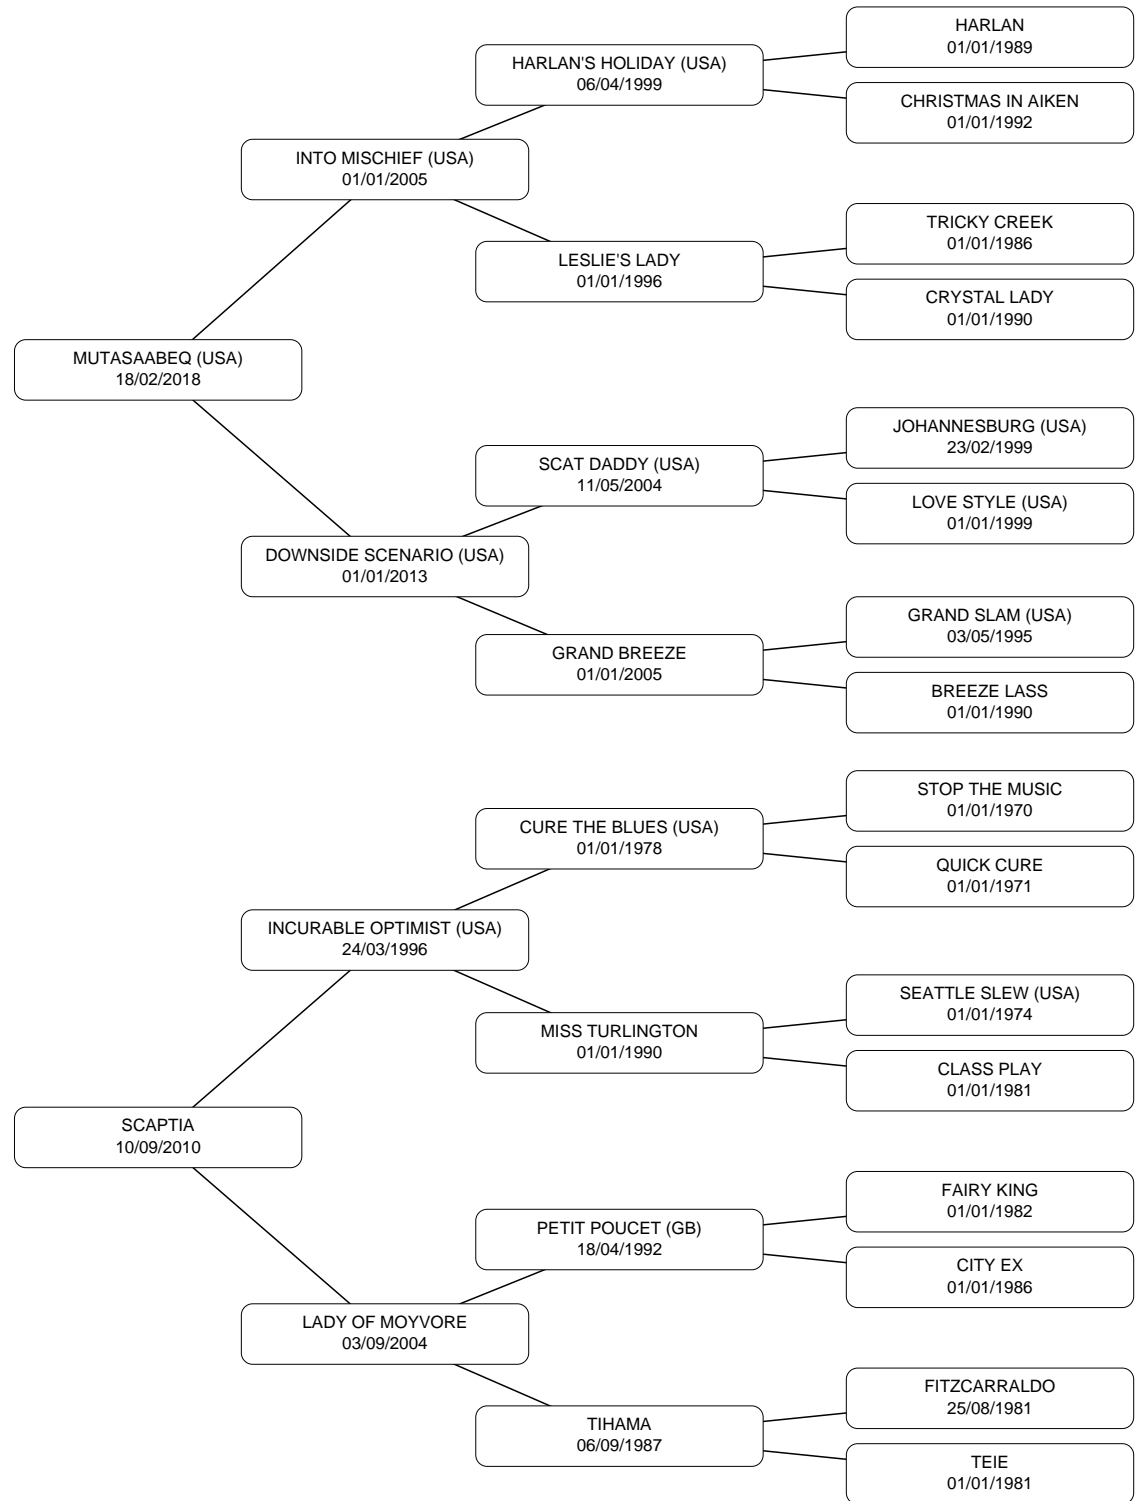 HARLAN
01/01/1989
HARLAN'S HOLIDAY (USA)
06/04/1999
CHRISTMAS IN AIKEN
01/01/1992
INTO MISCHIEF (USA)
01/01/2005
TRICKY CREEK
01/01/1986
LESLIE'S LADY
01/01/1996
CRYSTAL LADY
01/01/1990
MUTASAABEQ (USA)
18/02/2018
JOHANNESBURG (USA)
23/02/1999
SCAT DADDY (USA)
11/05/2004
LOVE STYLE (USA)
01/01/1999
DOWNSIDE SCENARIO (USA)
01/01/2013
GRAND SLAM (USA)
03/05/1995
GRAND BREEZE
01/01/2005
BREEZE LASS
01/01/1990
STOP THE MUSIC
01/01/1970
CURE THE BLUES (USA)
01/01/1978
QUICK CURE
01/01/1971
INCURABLE OPTIMIST (USA)
24/03/1996
SEATTLE SLEW (USA)
01/01/1974
MISS TURLINGTON
01/01/1990
CLASS PLAY
01/01/1981
SCAPTIA
10/09/2010
FAIRY KING
01/01/1982
PETIT POUCET (GB)
18/04/1992
CITY EX
01/01/1986
LADY OF MOYVORE
03/09/2004
FITZCARRALDO
25/08/1981
TIHAMA
06/09/1987
TEIE
01/01/1981